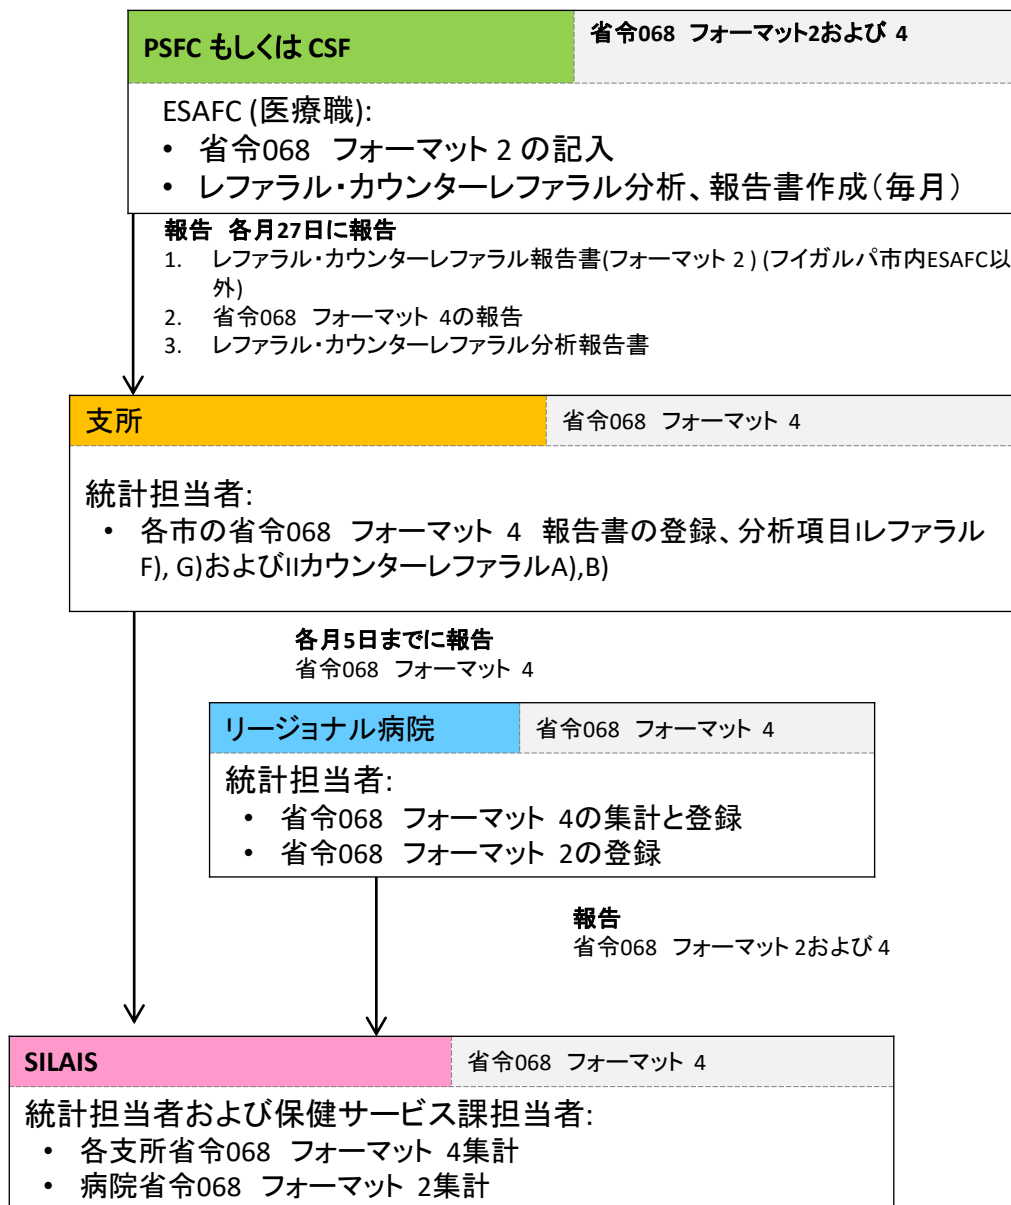 PSFC もしくは CSF
省令068 フォーマット2および 4
ESAFC (医療職):
• 省令068 フォーマット 2 の記入
• レファラル・カウンターレファラル分析、報告書作成(毎月)
報告 各月27日に報告
1. レファラル・カウンターレファラル報告書(フォーマット 2 ) (フイガルパ市内ESAFC以
外)
2. 省令068 フォーマット 4の報告
3. レファラル・カウンターレファラル分析報告書
支所
省令068 フォーマット 4
統計担当者:
• 各市の省令068 フォーマット 4 報告書の登録、分析項目Iレファラル
F), G)およびIIカウンターレファラルA),B)
各月5日までに報告
省令068 フォーマット 4
リージョナル病院
省令068 フォーマット 4
統計担当者:
• 省令068 フォーマット 4の集計と登録
• 省令068 フォーマット 2の登録
報告
省令068 フォーマット 2および 4
SILAIS
省令068 フォーマット 4
統計担当者および保健サービス課担当者:
• 各支所省令068 フォーマット 4集計
• 病院省令068 フォーマット 2集計